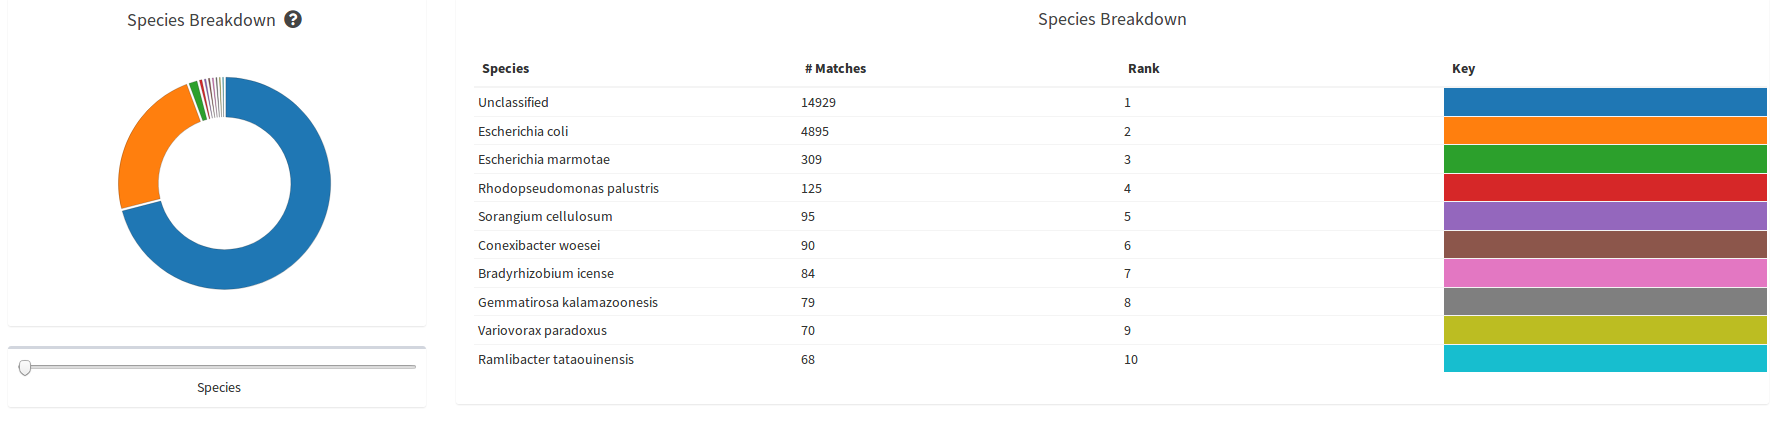 Species Breakdown ?
Species
Species Breakdown
Species # Matches Rank Key
Unclassified 14929 1
Escherichia coli 4895 2
Escherichia marmotae 309 3
Rhodopseudomonas palustris 125 4
Sorangium cellulosum 95 5
Conexibacter woesei 90 6
Bradyrhizobium icense 84 7
Gemmatirosa kalamazoonesis 79 8
Variovorax paradoxus 70 9
Ramlibacter tataouinensis 68 10